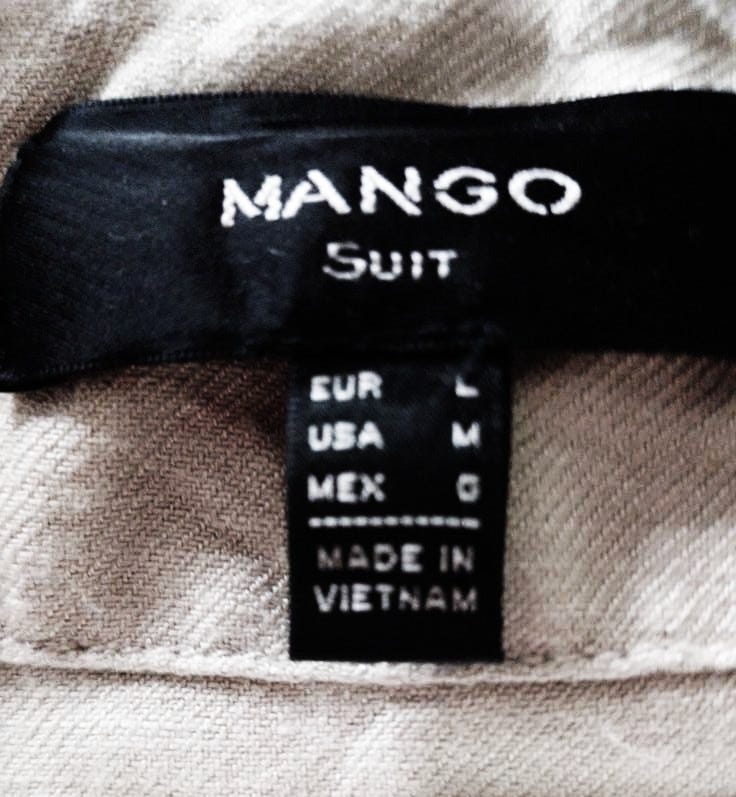 MANGO
SUIT
EUR L
USA M
MEX G
MADE IN
VIETNAM